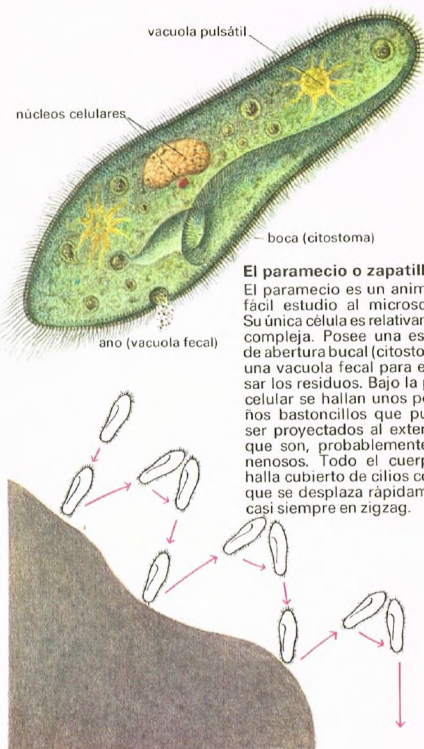 vacuola pulsátil
núcleos celulares
boca (citostoma)
ano (vacuola fecal)
El paramecio o zapatill
El paramecio es un anim
fácil estudio al microsc
Su única célula es relativar
compleja. Posee una es
de abertura bucal (citosto
una vacuola fecal para e
sar los residuos. Bajo la p
celular se hallan unos pe
ños bastoncillos que pu
ser proyectados al exter
que son, probablemente
nenosos. Todo el cuerp
halla cubierto de cilios co
que se desplaza rápidam
casi siempre en zigzag.